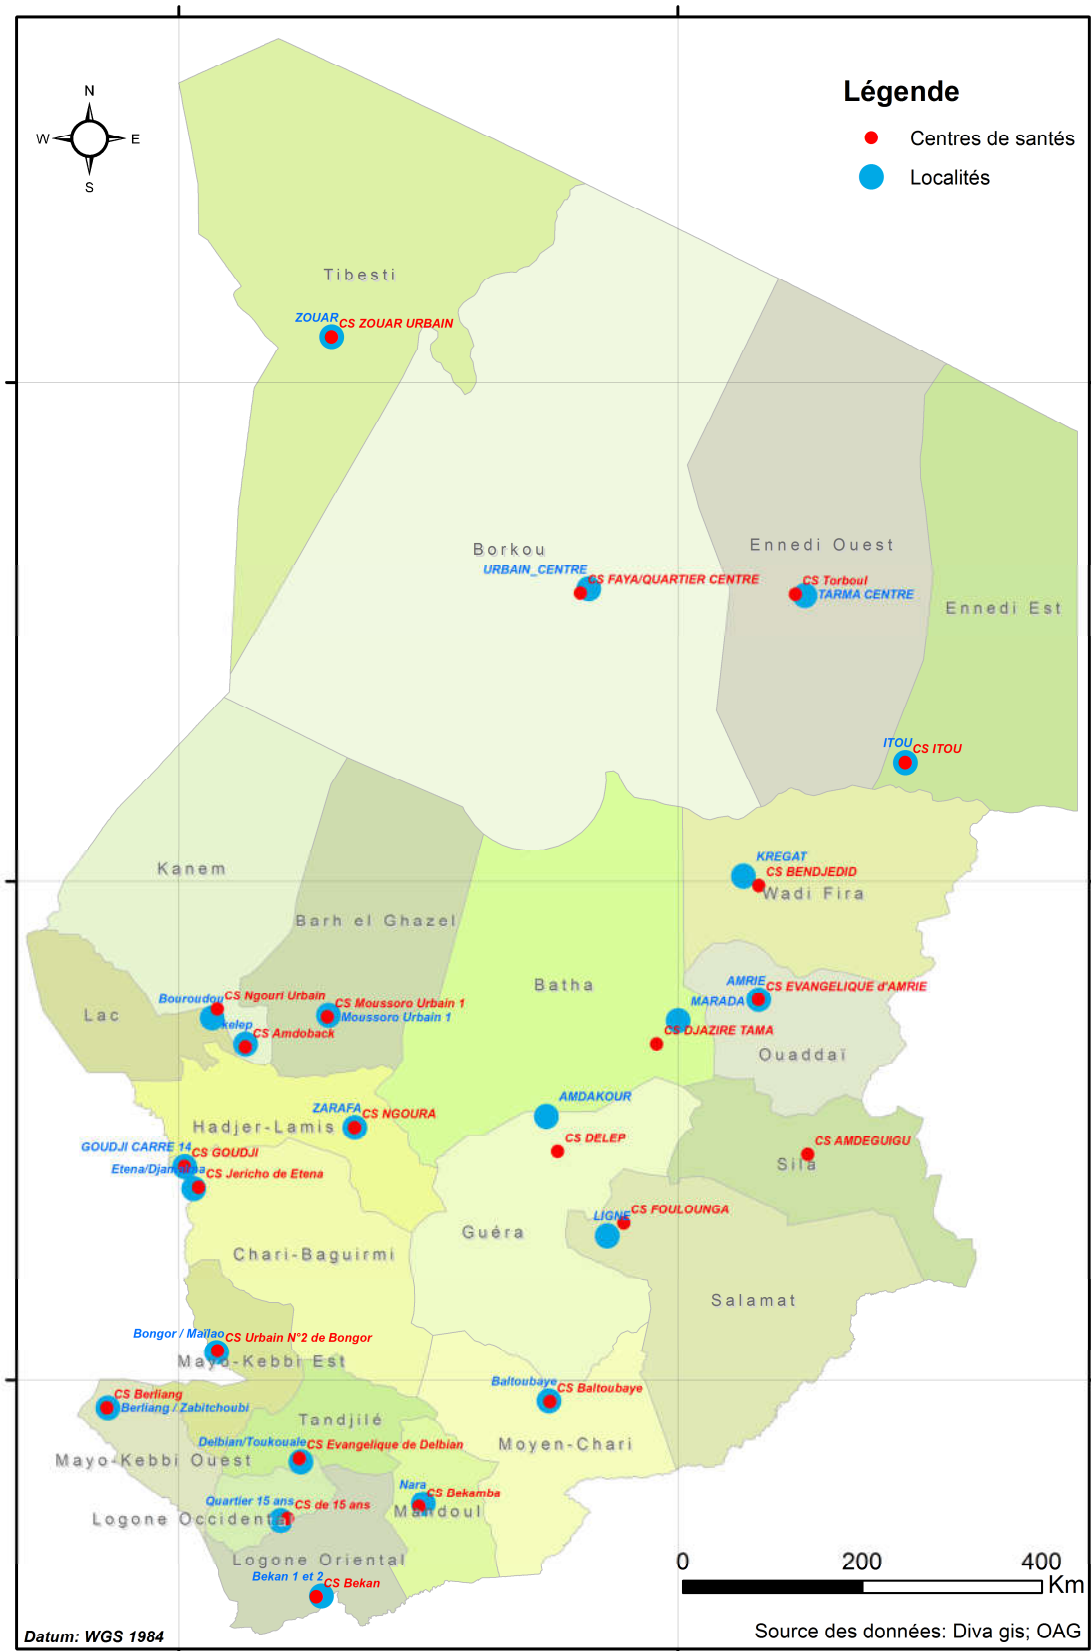 Légende
N
Centres de santés
W
E
Localités
S
Tibesti
ZOUAR
CS ZOUAR URBAIN
Borkou
Ennedi Ouest
URBAIN_CENTRE
CS FAYA/QUARTIER CENTRE
CS Torboul
TARMA CENTRE
Ennedi Est
ITOU
CS ITOU
KREGAT
CS BENDJEDID
Wadi Fira
Kanem
Barh el Ghazel
Batha
AMRIE
CS EVANGELIQUE d'AMRIE
MARADA
Bouroudou
CS Ngouri Urbain
CS Moussoro Urbain 1
Moussoro Urbain 1
Lac
kelep
CS Amdoback
CS DJAZIRE TAMA
Ouaddaï
AMDAKOUR
ZARAFA
CS NGOURA
Hadjer-Lamis
CS DELEP
CS AMDEGUIGU
Sila
GOUDJI CARRE 14
CS GOUDJI
CS Jericho de Etena
LIGNE
CS FOULOUNGA
Guéra
Chari-Baguirmi
Salamat
Bongor / Maïlao
CS Urbain N°2 de Bongor
Mayo-Kebbi Est
Baltoubaye
CS Baltoubaye
CS Berliang
Berliang / Zabitchoubi
Tandjilé
Delbian/Toukouale
CS Evangelique de Delbian
Moyen-Chari
Mayo-Kebbi Ouest
Nara
CS Bekamba
Mandoul
Quartier 15 ans
CS de 15 ans
Logone Occidental
Logone Oriental
Bekan 1 et 2
CS Bekan
0 200 400
Km
Datum: WGS 1984
Source des données: Diva gis; OAG